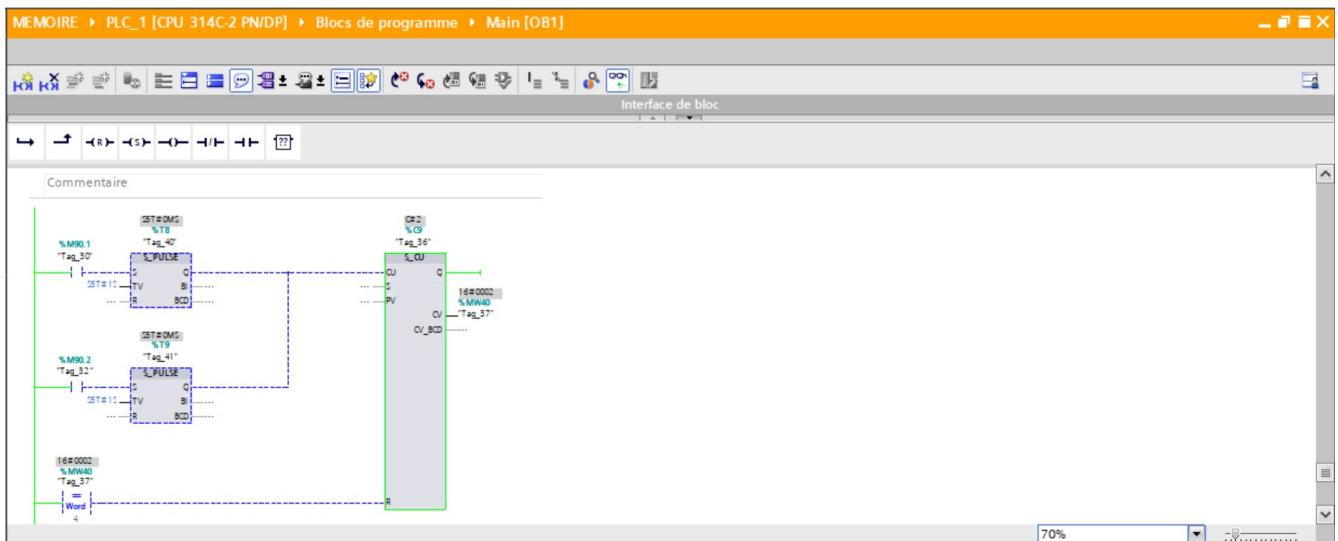 MEMOIRE ▸ PLC_1 [CPU 314C-2 PN/DP] ▸ Blocs de programme ▸ Main [OB1]
Interface de bloc
Commentaire
S5T#0MS
%T8
"Tag_40"
%M90.1
"Tag_30"
S_PULSE
S Q
S5T#1S TV BI ...
... R BCD ...
C#2
%C9
"Tag_36"
S_CU
CU Q
... S
... PV
16#0002
%MW40
CV "Tag_37"
CV_BCD ...
S5T#0MS
%T9
"Tag_41"
%M90.2
"Tag_32"
S_PULSE
S Q
S5T#1S TV BI ...
... R BCD ...
16#0002
%MW40
"Tag_37"
=
Word
4
R
70%